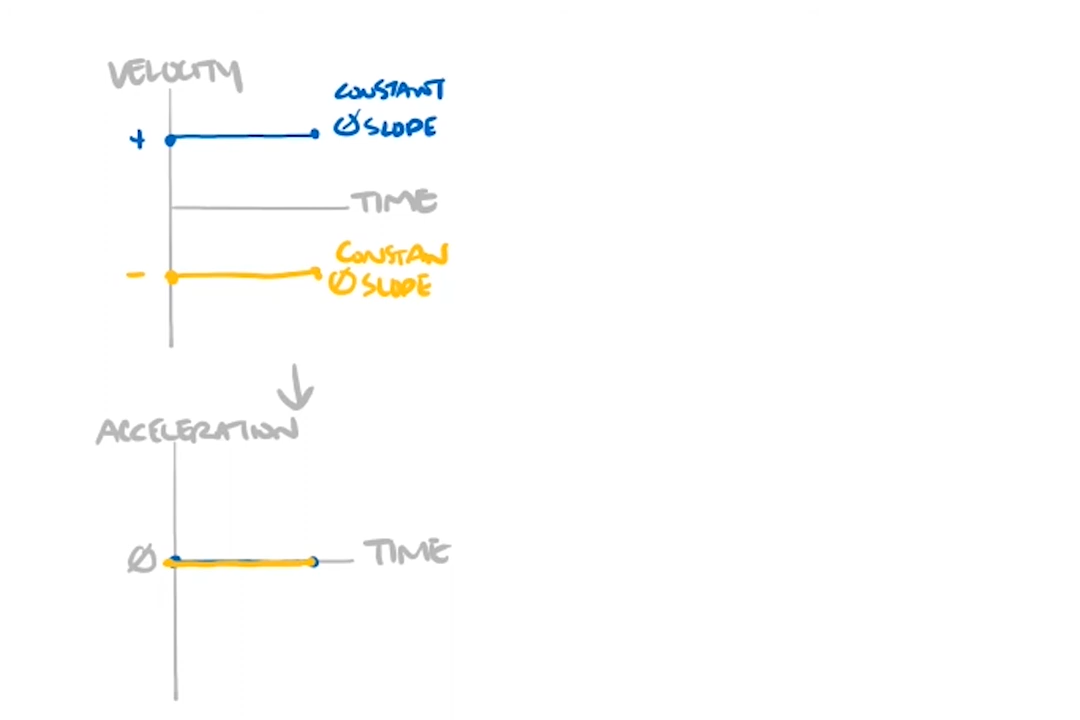 VELOCITY
CONSTANT
+
Ø SLOPE
TIME
CONSTAN
-
Ø SLOPE
ACCELERATION
Ø
TIME